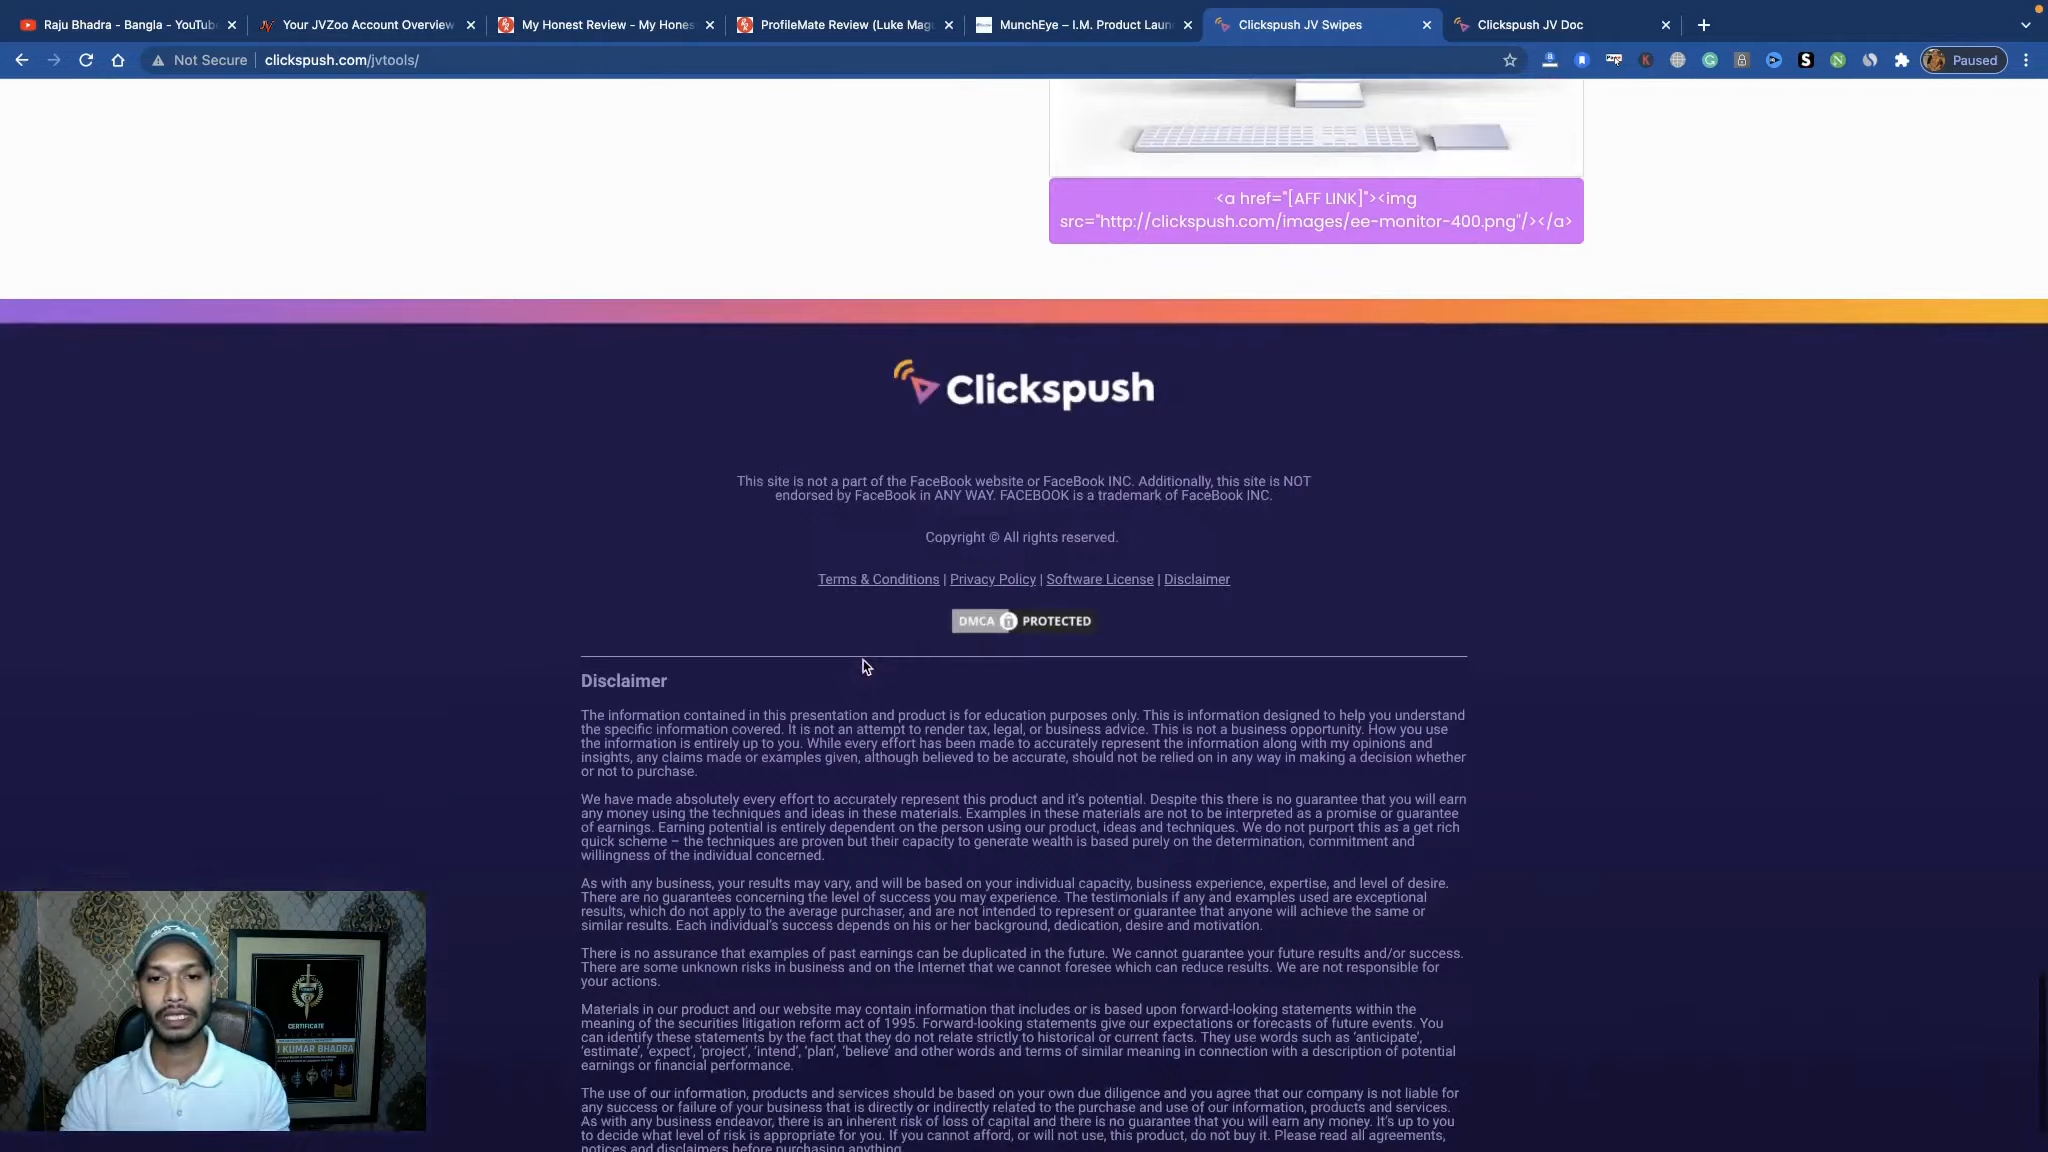 Raju Bhadra - Bangla - YouTub
Your JVZoo Account Overview
My Honest Review - My Hones
ProfileMate Review (Luke Mag
MunchEye – I.M. Product Laun
Clickspush JV Swipes
Clickspush JV Doc
Not Secure
clickspush.com/jvtools/
Paused
<a href="[AFF LINK]"><img
src="http://clickspush.com/images/ee-monitor-400.png"/></a>
Clickspush
This site is not a part of the FaceBook website or FaceBook INC. Additionally, this site is NOT
endorsed by FaceBook in ANY WAY. FACEBOOK is a trademark of FaceBook INC.
Copyright © All rights reserved.
Terms & Conditions | Privacy Policy | Software License | Disclaimer
DMCA PROTECTED
Disclaimer
The information contained in this presentation and product is for education purposes only. This is information designed to help you understand
the specific information covered. It is not an attempt to render tax, legal, or business advice. This is not a business opportunity. How you use
the information is entirely up to you. While every effort has been made to accurately represent the information along with my opinions and
insights, any claims made or examples given, although believed to be accurate, should not be relied on in any way in making a decision whether
or not to purchase.
We have made absolutely every effort to accurately represent this product and it's potential. Despite this there is no guarantee that you will earn
any money using the techniques and ideas in these materials. Examples in these materials are not to be interpreted as a promise or guarantee
of earnings. Earning potential is entirely dependent on the person using our product, ideas and techniques. We do not purport this as a get rich
quick scheme – the techniques are proven but their capacity to generate wealth is based purely on the determination, commitment and
willingness of the individual concerned.
As with any business, your results may vary, and will be based on your individual capacity, business experience, expertise, and level of desire.
There are no guarantees concerning the level of success you may experience. The testimonials if any and examples used are exceptional
results, which do not apply to the average purchaser, and are not intended to represent or guarantee that anyone will achieve the same or
similar results. Each individual's success depends on his or her background, dedication, desire and motivation.
There is no assurance that examples of past earnings can be duplicated in the future. We cannot guarantee your future results and/or success.
There are some unknown risks in business and on the Internet that we cannot foresee which can reduce results. We are not responsible for
your actions.
Materials in our product and our website may contain information that includes or is based upon forward-looking statements within the
meaning of the securities litigation reform act of 1995. Forward-looking statements give our expectations or forecasts of future events. You
can identify these statements by the fact that they do not relate strictly to historical or current facts. They use words such as 'anticipate',
'estimate', 'expect', 'project', 'intend', 'plan', 'believe' and other words and terms of similar meaning in connection with a description of potential
earnings or financial performance.
The use of our information, products and services should be based on your own due diligence and you agree that our company is not liable for
any success or failure of your business that is directly or indirectly related to the purchase and use of our information, products and services.
As with any business endeavor, there is an inherent risk of loss of capital and there is no guarantee that you will earn any money. It's up to you
to decide what level of risk is appropriate for you. If you cannot afford, or will not use, this product, do not buy it. Please read all agreements,
notices and disclaimers before purchasing anything.
CERTIFICATE
KUMAR BHADRA